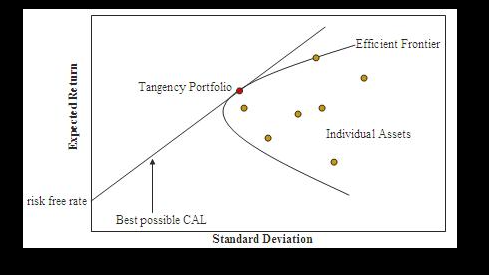 Efficient Frontier
Tangency Portfolio
Expected Return
Individual Assets
risk free rate
Best possible CAL
Standard Deviation